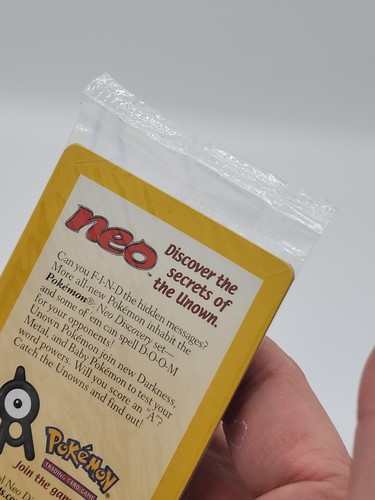 neo™
Discover the
secrets of
the Unown.
Can you F-I-N-D the hidden messages?
More all-new Pokémon inhabit the
Pokémon®: Neo Discovery set—
and some of 'em can spell D-O-O-M
for your opponents!
Unown Pokémon join new Darkness,
Metal, and Baby Pokémon to test your
word powers. Will you score an "A"?
Catch the Unowns and find out!
Pokémon
TRADING CARD GAME
Join the gam